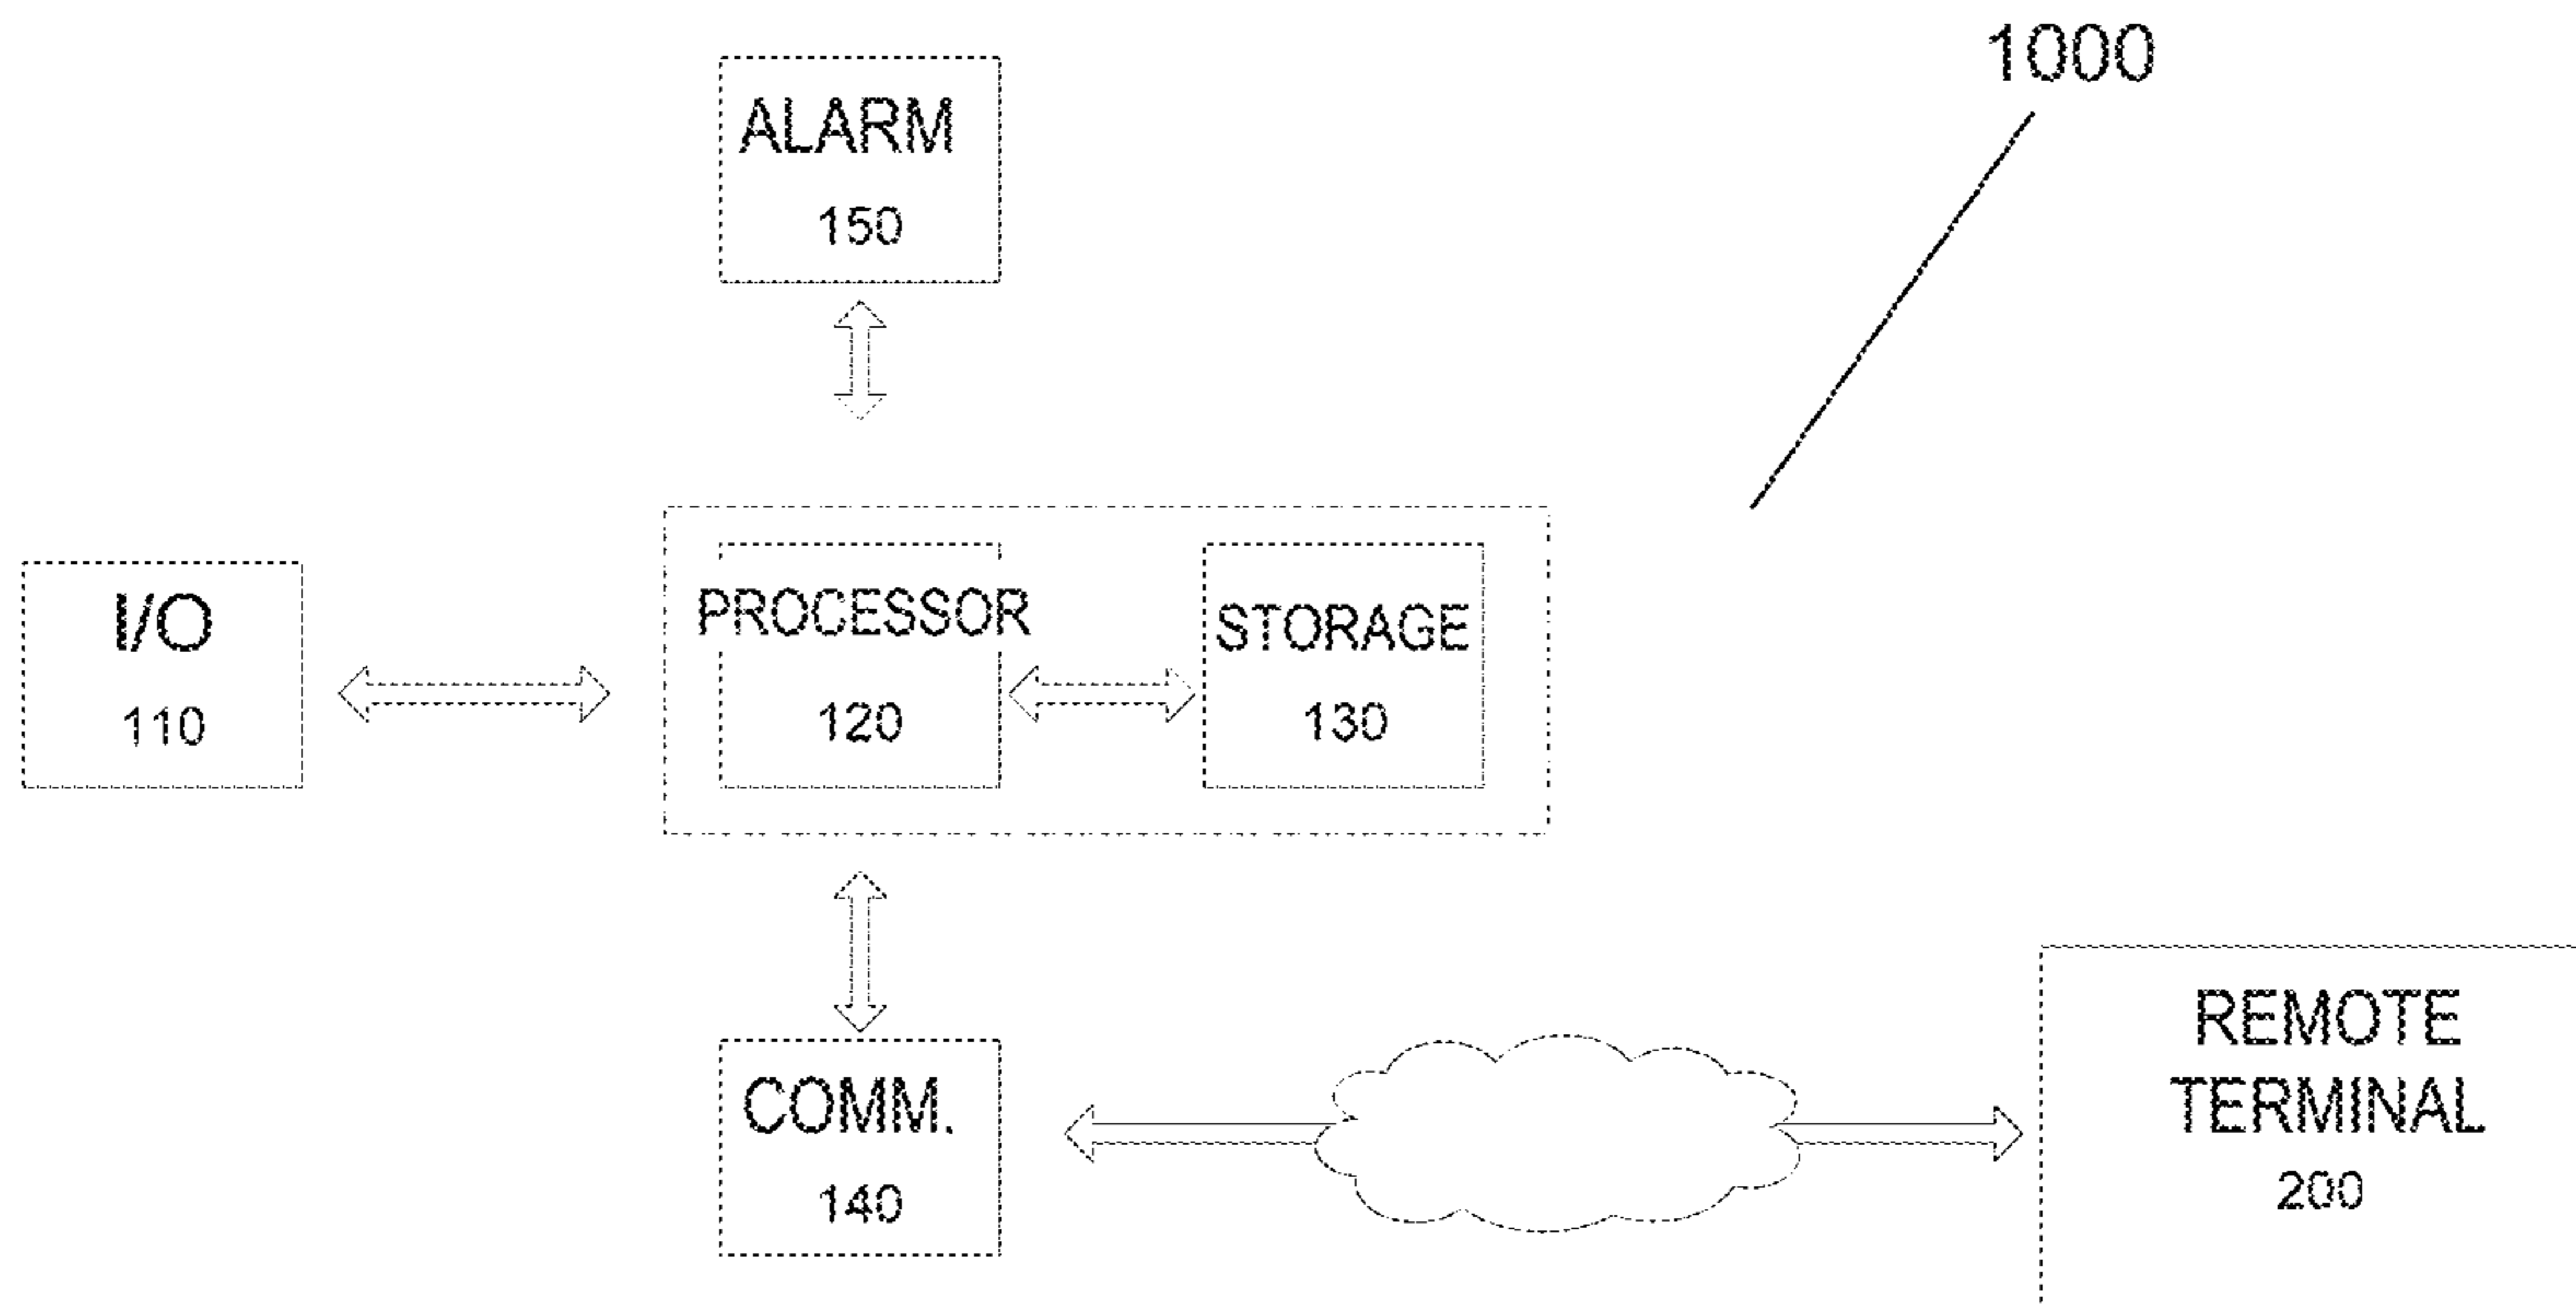 1000
ALARM
150
I/O
110
PROCESSOR
120
STORAGE
130
COMM.
140
REMOTE
TERMINAL
200